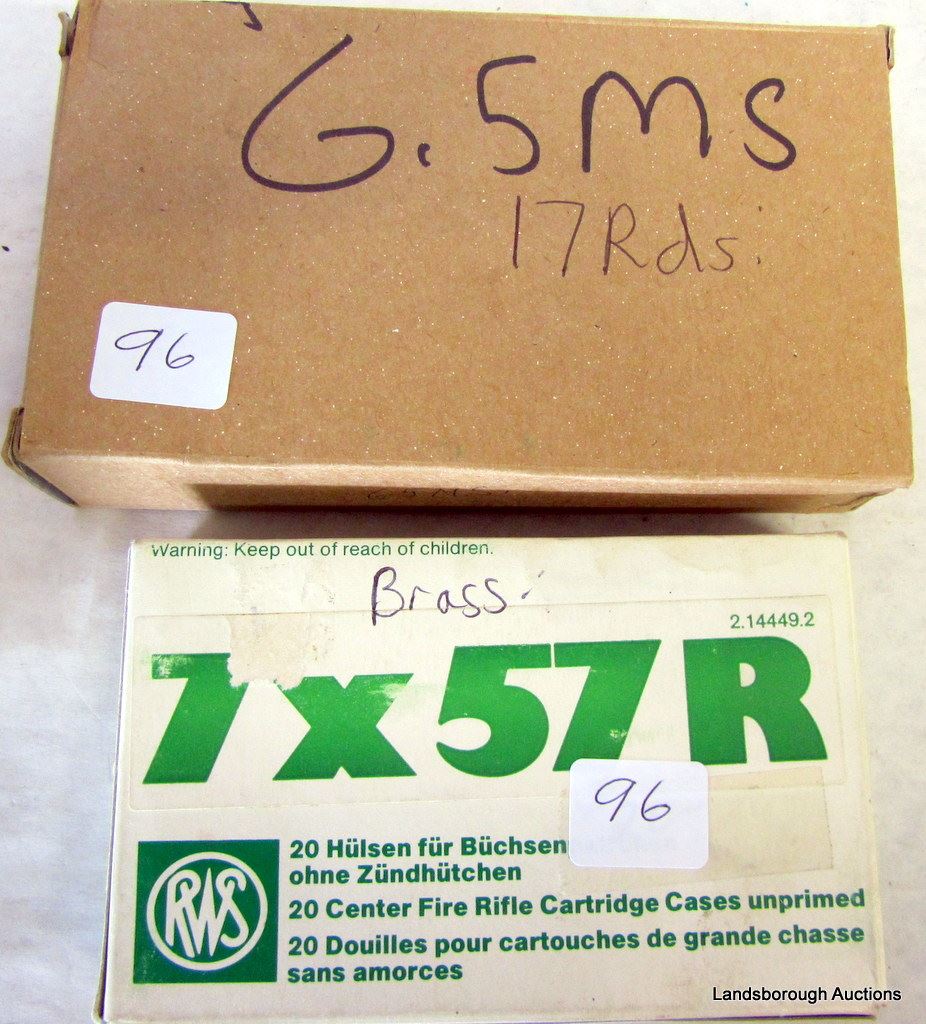 6.5MS
17Rds.
96
Warning: Keep out of reach of children.
Brass.
2.14449.2
7x57R
96
RWS
20 Hülsen für Büchsen
ohne Zündhütchen
20 Center Fire Rifle Cartridge Cases unprimed
20 Douilles pour cartouches de grande chasse
sans amorces
Landsborough Auctions